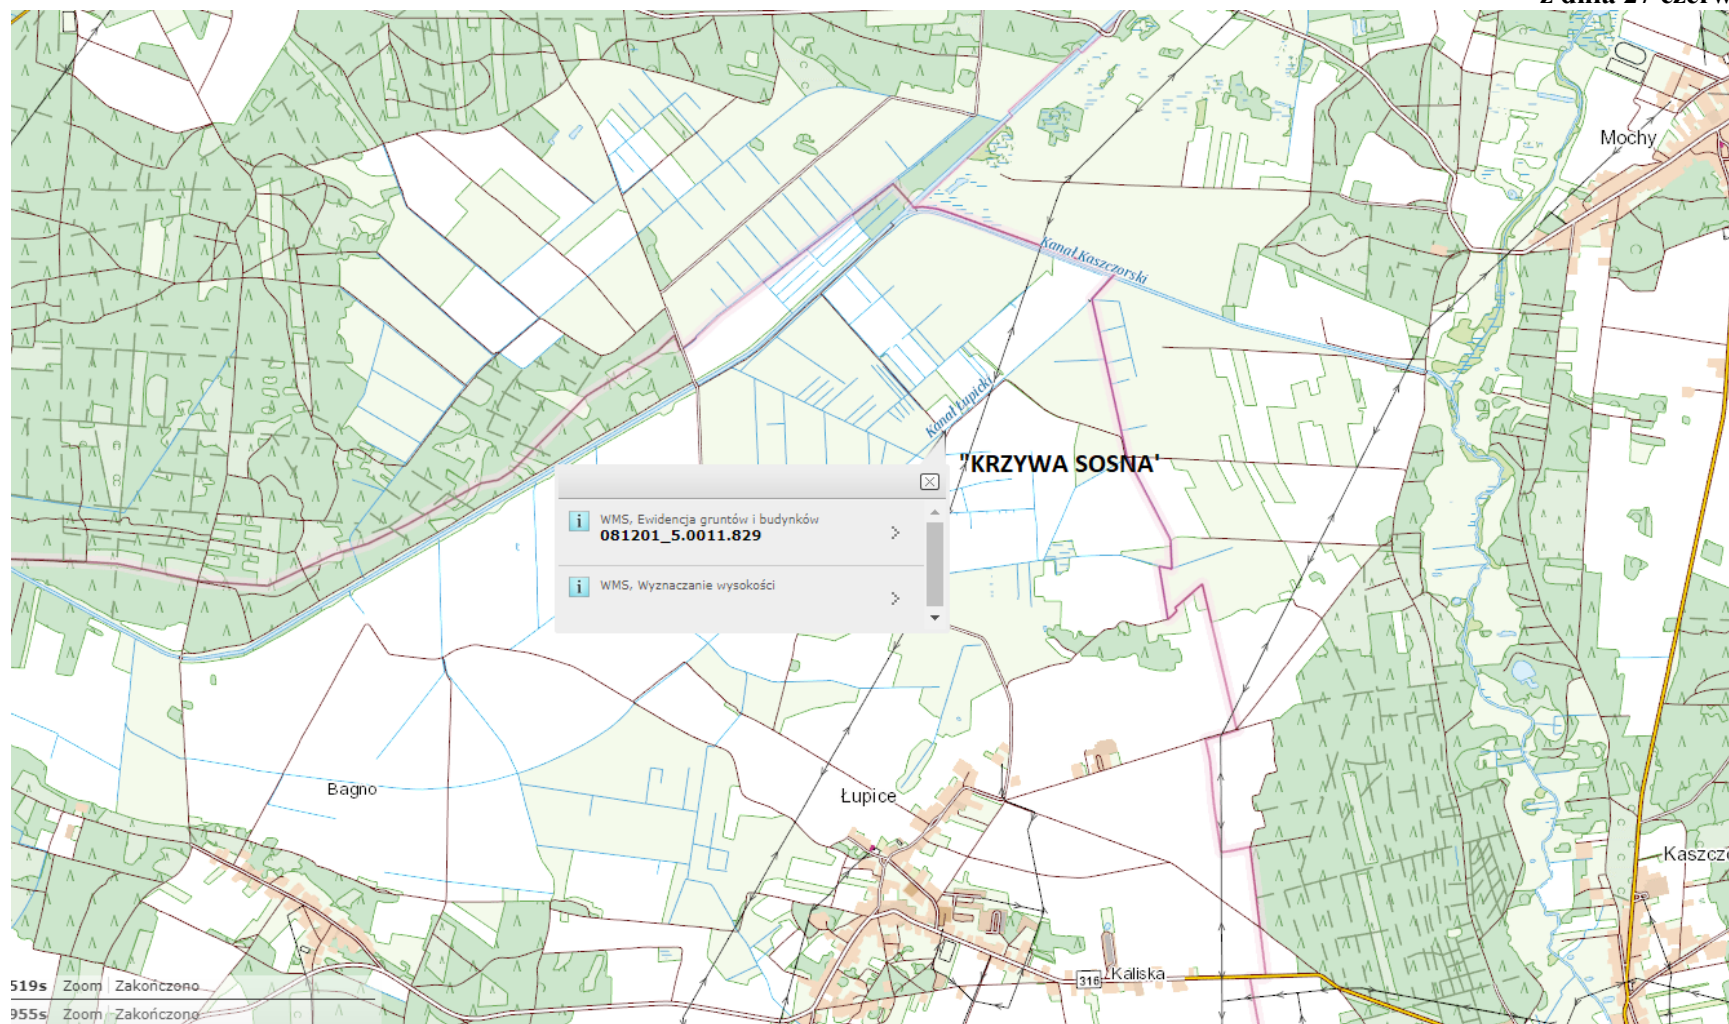 z dnia 27 czerw
Mochy
Kanał Kaszczorski
Kanał Łupicki
"KRZYWA SOSNA'
WMS, Ewidencja gruntów i budynków
081201_5.0011.829
WMS, Wyznaczanie wysokości
Bagno
Łupice
Kaszcz
316
Kaliska
519s Zoom Zakończono
955s Zoom Zakończono